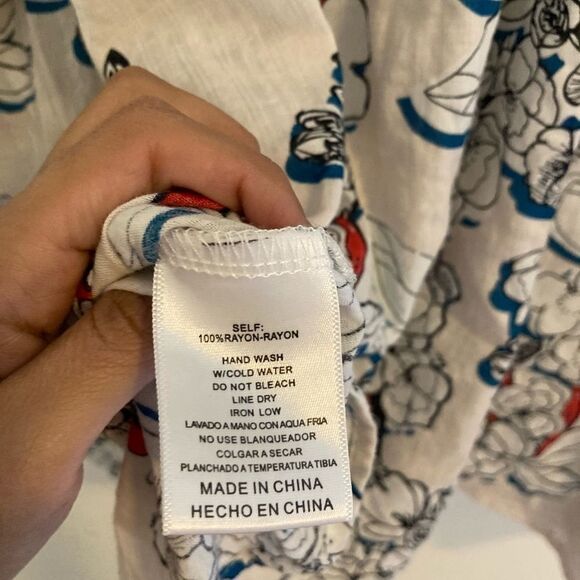 SELF:
100%RAYON-RAYON
HAND WASH
W/COLD WATER
DO NOT BLEACH
LINE DRY
IRON LOW
LAVADO A MANO CON AQUA FRIA
NO USE BLANQUEADOR
COLGAR A SECAR
PLANCHADO A TEMPERATURA TIBIA
MADE IN CHINA
HECHO EN CHINA